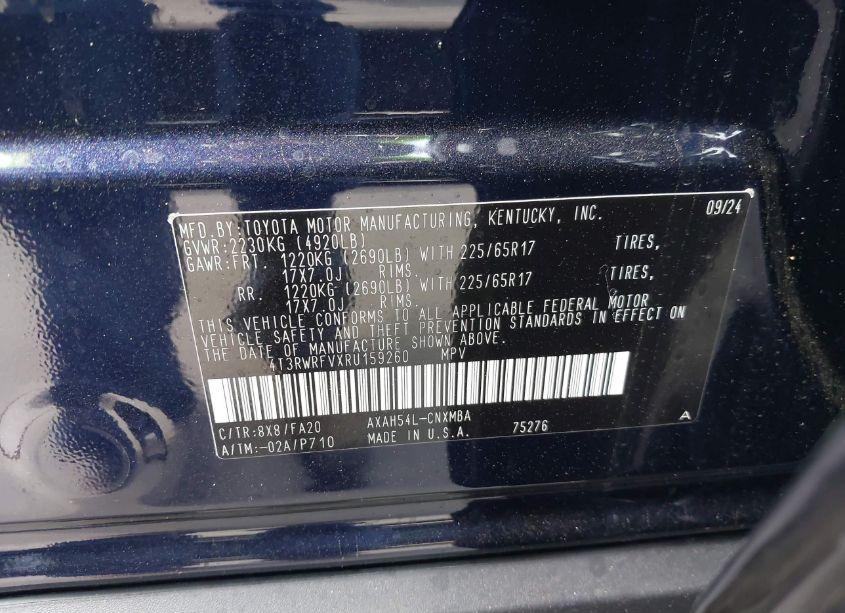 MFD.BY:TOYOTA MOTOR MANUFACTURING, KENTUCKY, INC. 09/24
GVWR:2230KG (4920LB)
GAWR:FRT. 1220KG (2690LB) WITH 225/65R17 TIRES,
17X7.0J RIMS.
RR. 1220KG (2690LB) WITH 225/65R17 TIRES,
17X7.0J RIMS.
THIS VEHICLE CONFORMS TO ALL APPLICABLE FEDERAL MOTOR
VEHICLE SAFETY AND THEFT PREVENTION STANDARDS IN EFFECT ON
THE DATE OF MANUFACTURE SHOWN ABOVE.
4T3RWRFVXRU159260 MPV
C/TR:8X8/FA20 AXAH54L-CNXMBA 75276 A
A/TM:-02A/P710 MADE IN U.S.A.